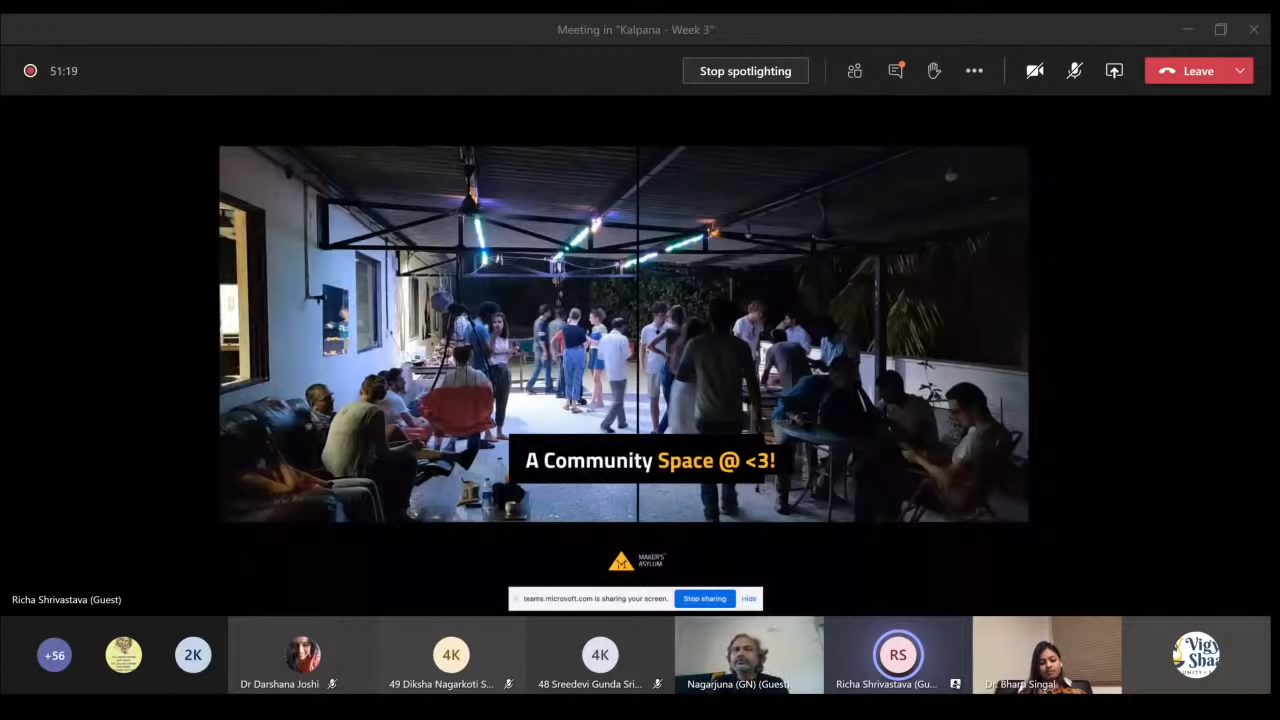 Meeting in "Kalpana - Week 3"
51:19
Stop spotlighting
Leave
A Community Space @ <3!
MAKER'S
ASYLUM
Richa Shrivastava (Guest)
teams.microsoft.com is sharing your screen.
Stop sharing
Hide
+56
2K
Dr Darshana Joshi
4K
49 Diksha Nagarkoti S...
4K
48 Sreedevi Gunda Sri...
Nagarjuna (GN) (Guest)
RS
Richa Shrivastava (Gu...
Dr. Bharti Singal
Vigy
Shaa